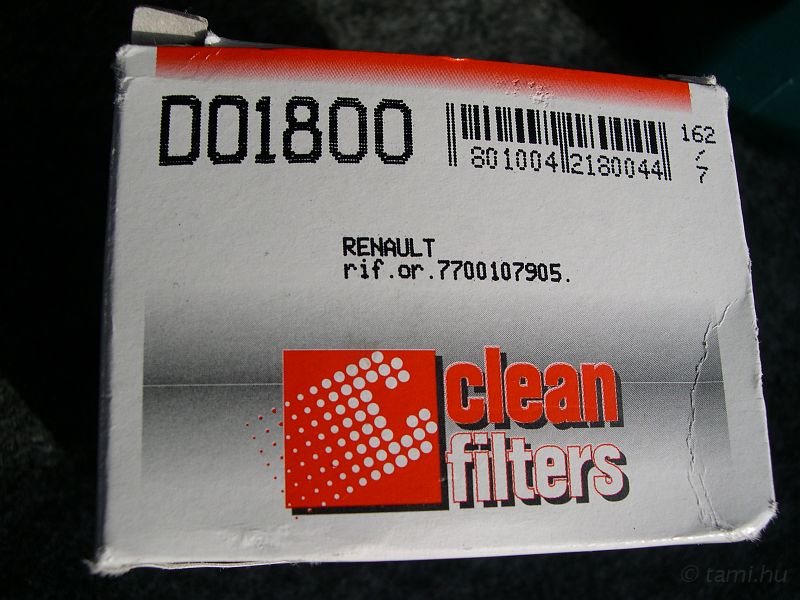 DO1800
801004 2180044
162
/
7
RENAULT
rif.or.7700107905.
clean
filters
© tami.hu